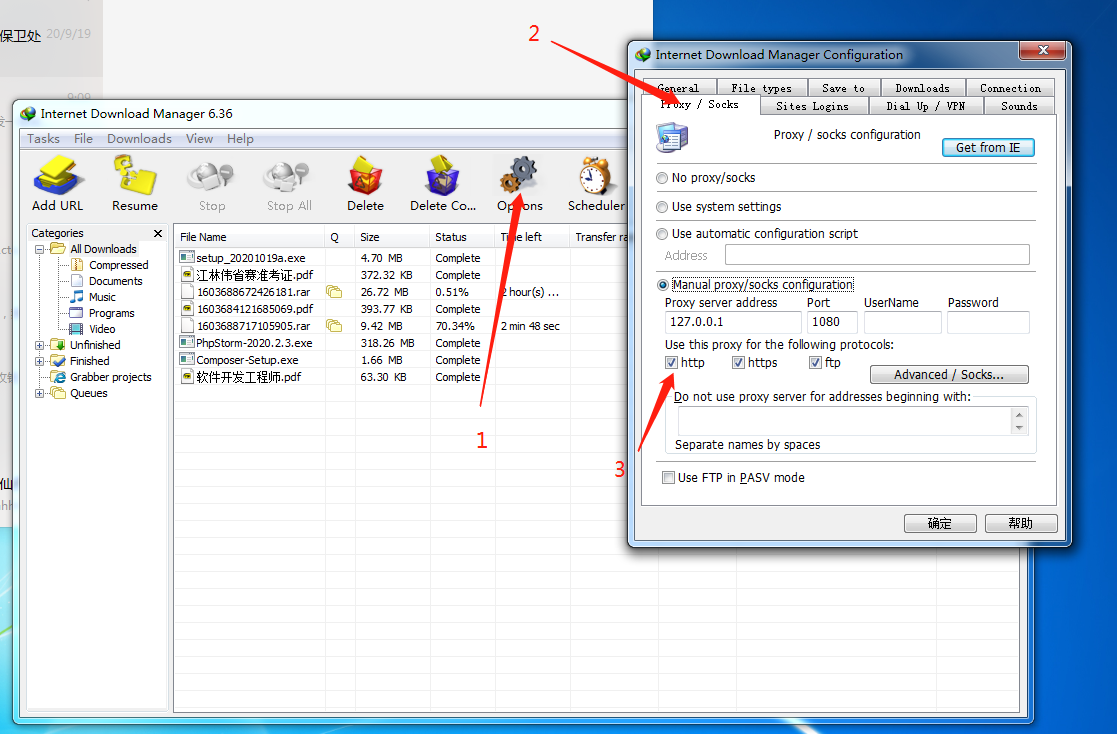 保卫处 20/9/19
9:09
2
Internet Download Manager Configuration
General File types Save to Downloads Connection
Proxy / Socks Sites Logins Dial Up / VPN Sounds
Proxy / socks configuration
Get from IE
No proxy/socks
Use system settings
Use automatic configuration script
Address
Manual proxy/socks configuration
Proxy server address Port UserName Password
127.0.0.1 1080
Use this proxy for the following protocols:
http https ftp
Advanced / Socks...
Do not use proxy server for addresses beginning with:
Separate names by spaces
Use FTP in PASV mode
确定 帮助
3
Internet Download Manager 6.36
Tasks File Downloads View Help
Add URL Resume Stop Stop All Delete Delete Co... Options Scheduler
Categories
All Downloads
Compressed
Documents
Music
Programs
Video
Unfinished
Finished
Grabber projects
Queues
File Name Q Size Status Time left Transfer ra
setup_20201019a.exe 4.70 MB Complete
江林伟省赛准考证.pdf 372.32 KB Complete
1603688672426181.rar 26.72 MB 0.51% 2 hour(s) ...
1603684121685069.pdf 393.77 KB Complete
1603688717105905.rar 9.42 MB 70.34% 2 min 48 sec
PhpStorm-2020.2.3.exe 318.26 MB Complete
Composer-Setup.exe 1.66 MB Complete
软件开发工程师.pdf 63.30 KB Complete
1